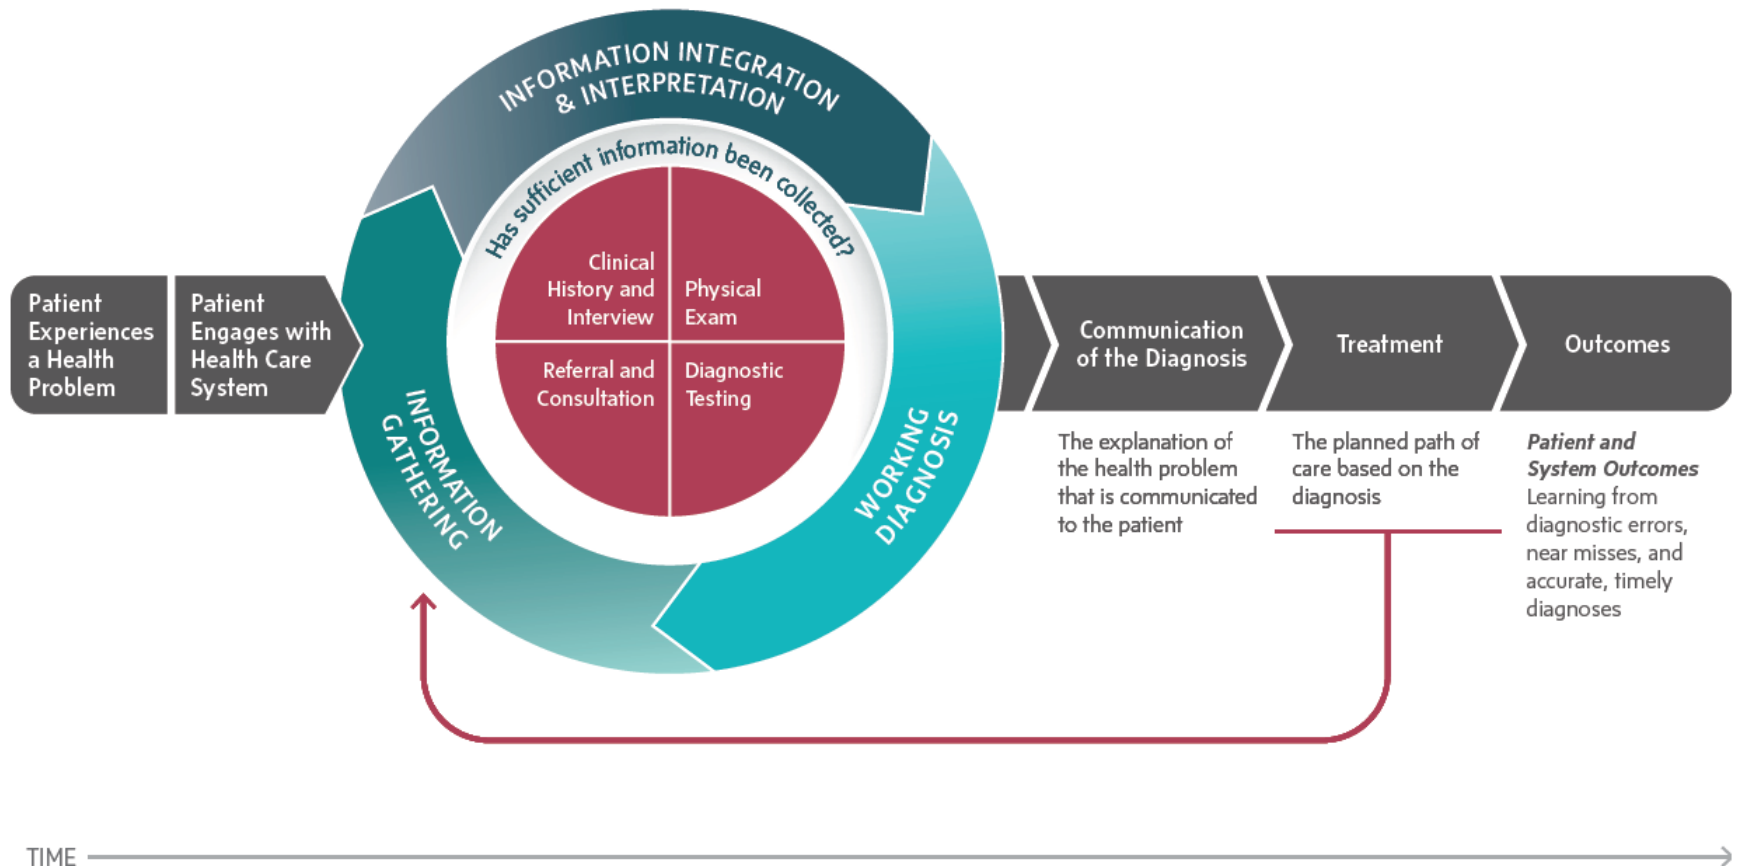 INFORMATION INTEGRATION
& INTERPRETATION
Has sufficient information been collected?
Clinical
History and
Interview
Physical
Exam
Referral and
Consultation
Diagnostic
Testing
INFORMATION
GATHERING
WORKING
DIAGNOSIS
Patient
Experiences
a Health
Problem
Patient
Engages with
Health Care
System
Communication
of the Diagnosis
Treatment
Outcomes
The explanation of
the health problem
that is communicated
to the patient
The planned path of
care based on the
diagnosis
Patient and
System Outcomes
Learning from
diagnostic errors,
near misses, and
accurate, timely
diagnoses
TIME